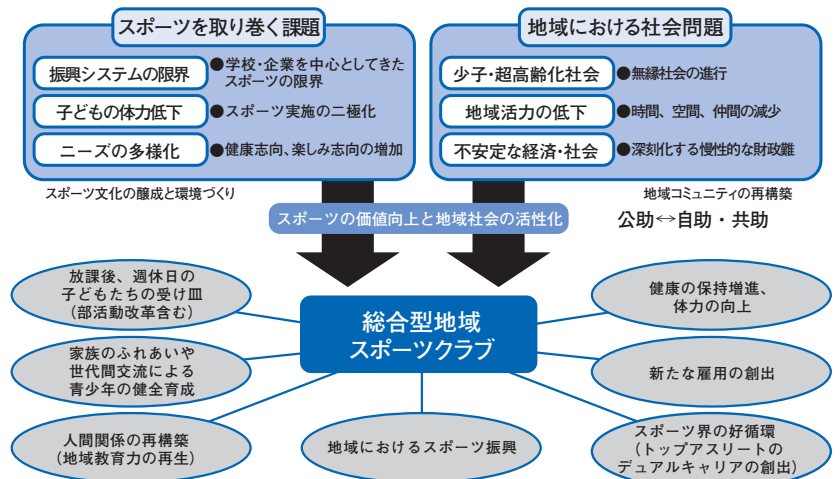 スポーツを取り巻く課題
振興システムの限界
●学校・企業を中心としてきた
スポーツの限界
子どもの体力低下
●スポーツ実施の二極化
ニーズの多様化
●健康志向、楽しみ志向の増加
地域における社会問題
少子・超高齢化社会
●無縁社会の進行
地域活力の低下
●時間、空間、仲間の減少
不安定な経済・社会
●深刻化する慢性的な財政難
スポーツ文化の醸成と環境づくり
地域コミュニティの再構築
スポーツの価値向上と地域社会の活性化
公助↔自助・共助
総合型地域
スポーツクラブ
放課後、週休日の
子どもたちの受け皿
(部活動改革含む)
家族のふれあいや
世代間交流による
青少年の健全育成
人間関係の再構築
(地域教育力の再生)
地域におけるスポーツ振興
健康の保持増進、
体力の向上
新たな雇用の創出
スポーツ界の好循環
(トップアスリートの
デュアルキャリアの創出)